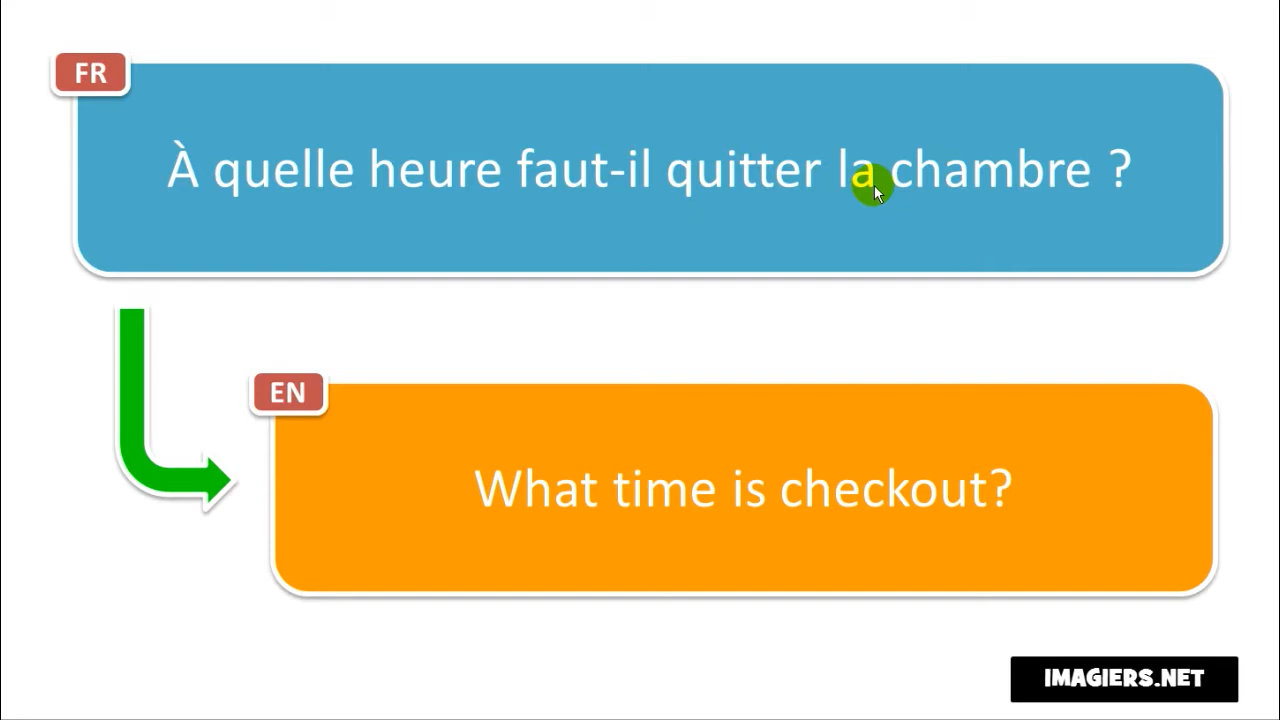 FR
À quelle heure faut-il quitter la chambre ?
EN
What time is checkout?
IMAGIERS.NET